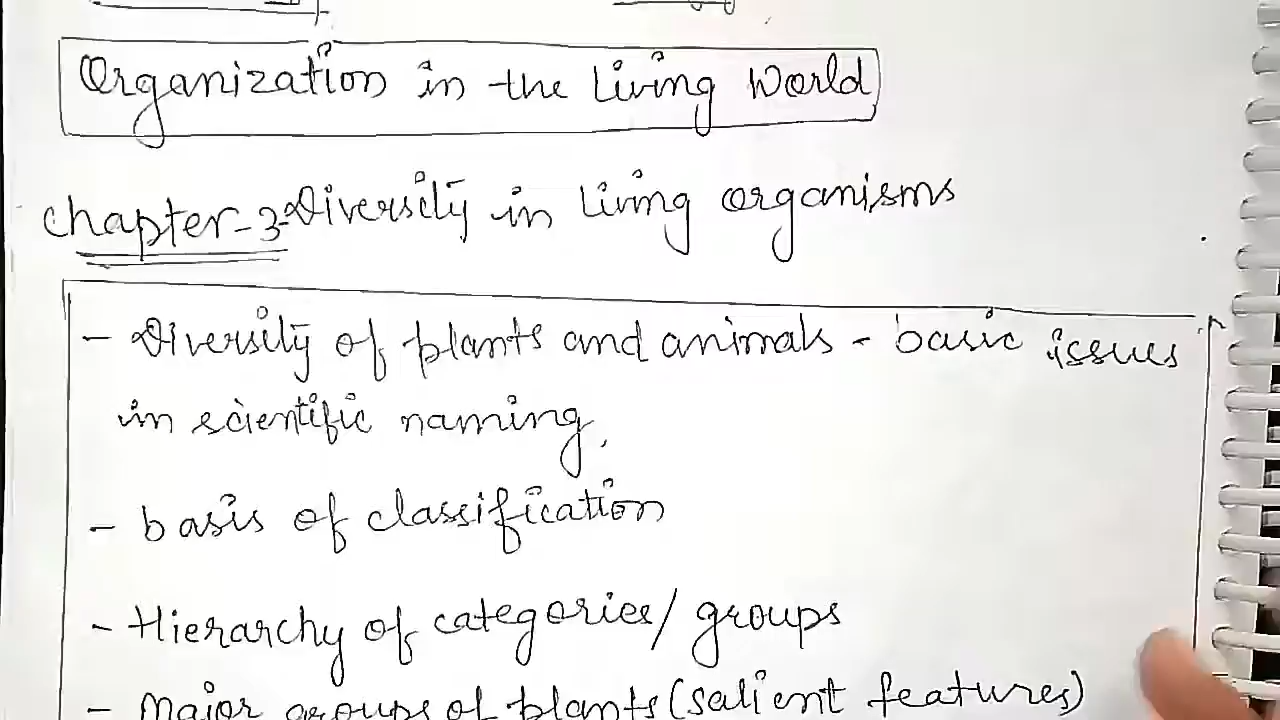 Organization in the Living World
Chapter-3-Diversity in Living organisms
- Diversity of plants and animals - basic issues
in scientific naming,
- basis of classification
- Hierarchy of categories/ groups
- Major groups of plants (salient features)